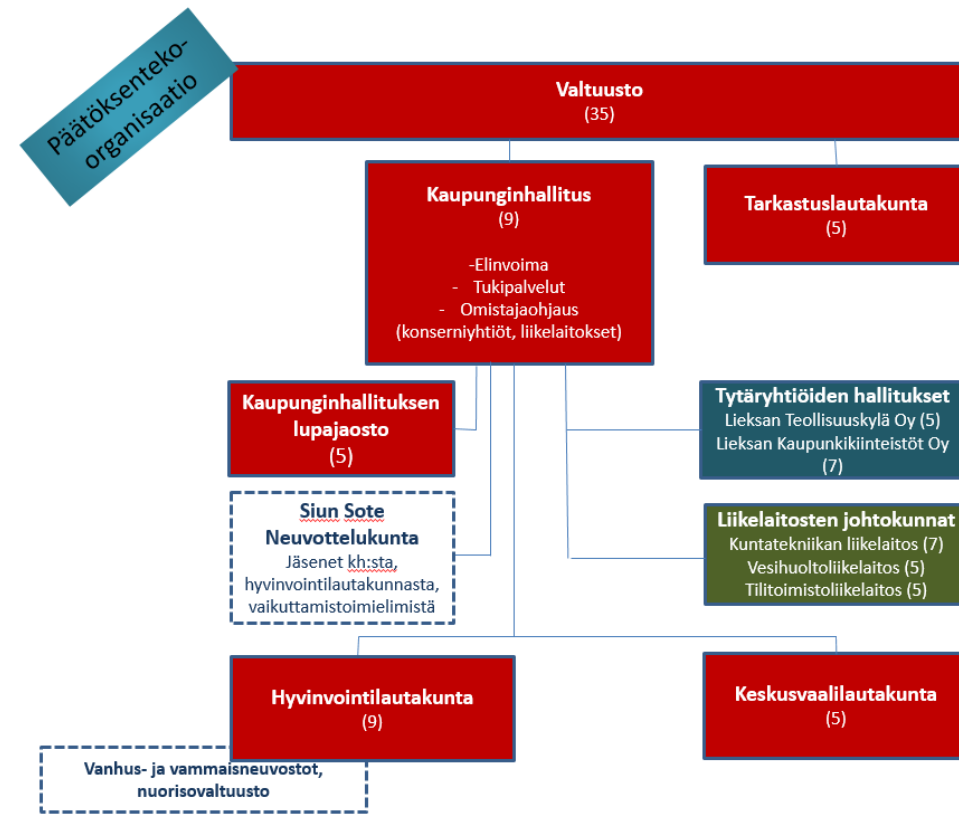 Päätöksenteko-
organisaatio
Valtuusto
(35)
Kaupunginhallitus
(9)
-Elinvoima
- Tukipalvelut
- Omistajaohjaus
(konserniyhtiöt, liikelaitokset)
Tarkastuslautakunta
(5)
Kaupunginhallituksen
lupajaosto
(5)
Tytäryhtiöiden hallitukset
Lieksan Teollisuuskylä Oy (5)
Lieksan Kaupunkikiinteistöt Oy
(7)
Siun Sote
Neuvottelukunta
Jäsenet kh:sta,
hyvinvointilautakunnasta,
vaikuttamistoimielimistä
Liikelaitosten johtokunnat
Kuntatekniikan liikelaitos (7)
Vesihuoltoliikelaitos (5)
Tilitoimistoliikelaitos (5)
Hyvinvointilautakunta
(9)
Keskusvaalilautakunta
(5)
Vanhus- ja vammaisneuvostot,
nuorisovaltuusto